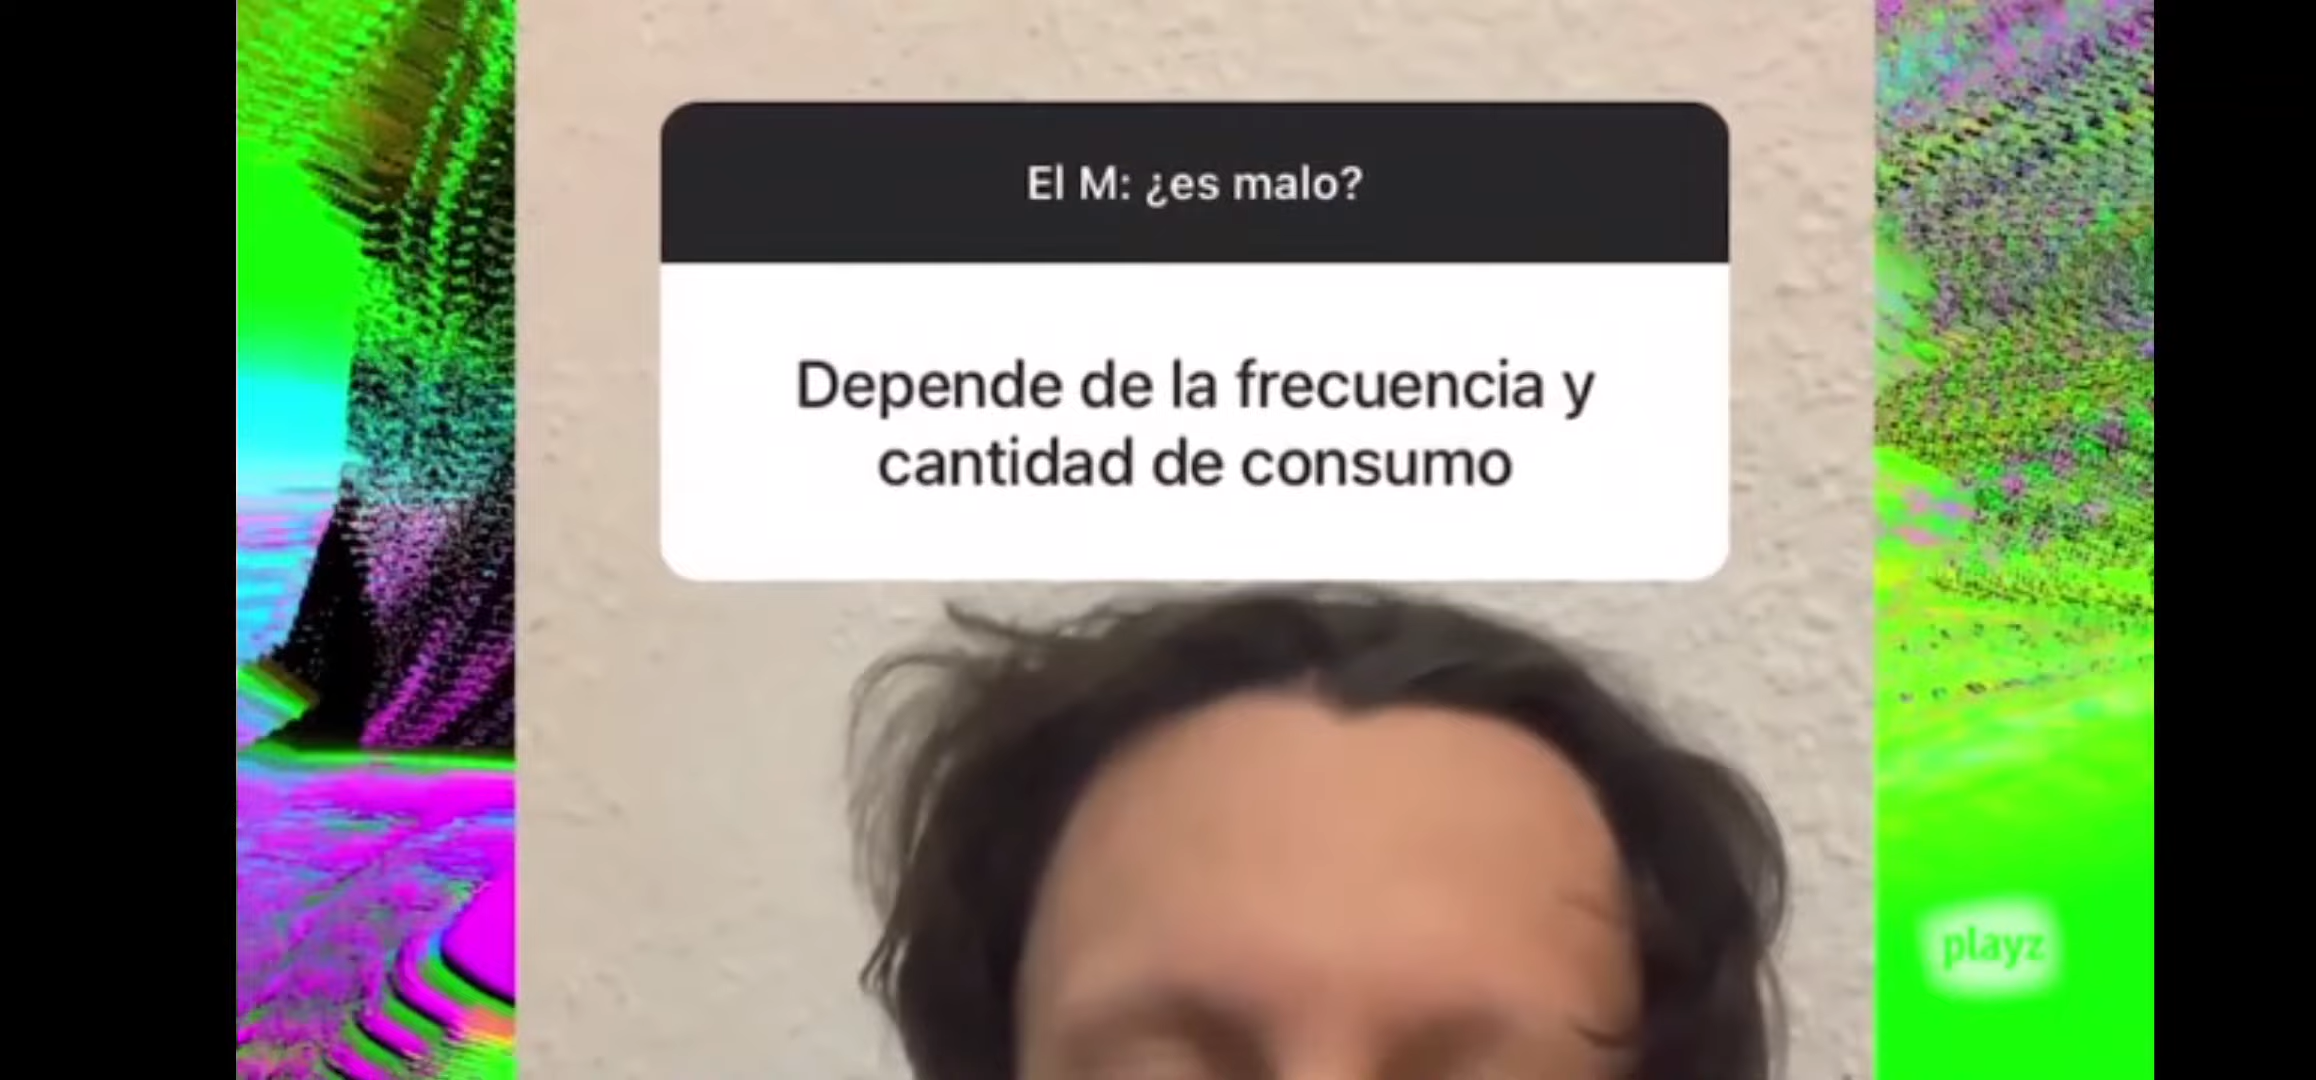 El M: ¿es malo?
Depende de la frecuencia y
cantidad de consumo
playz